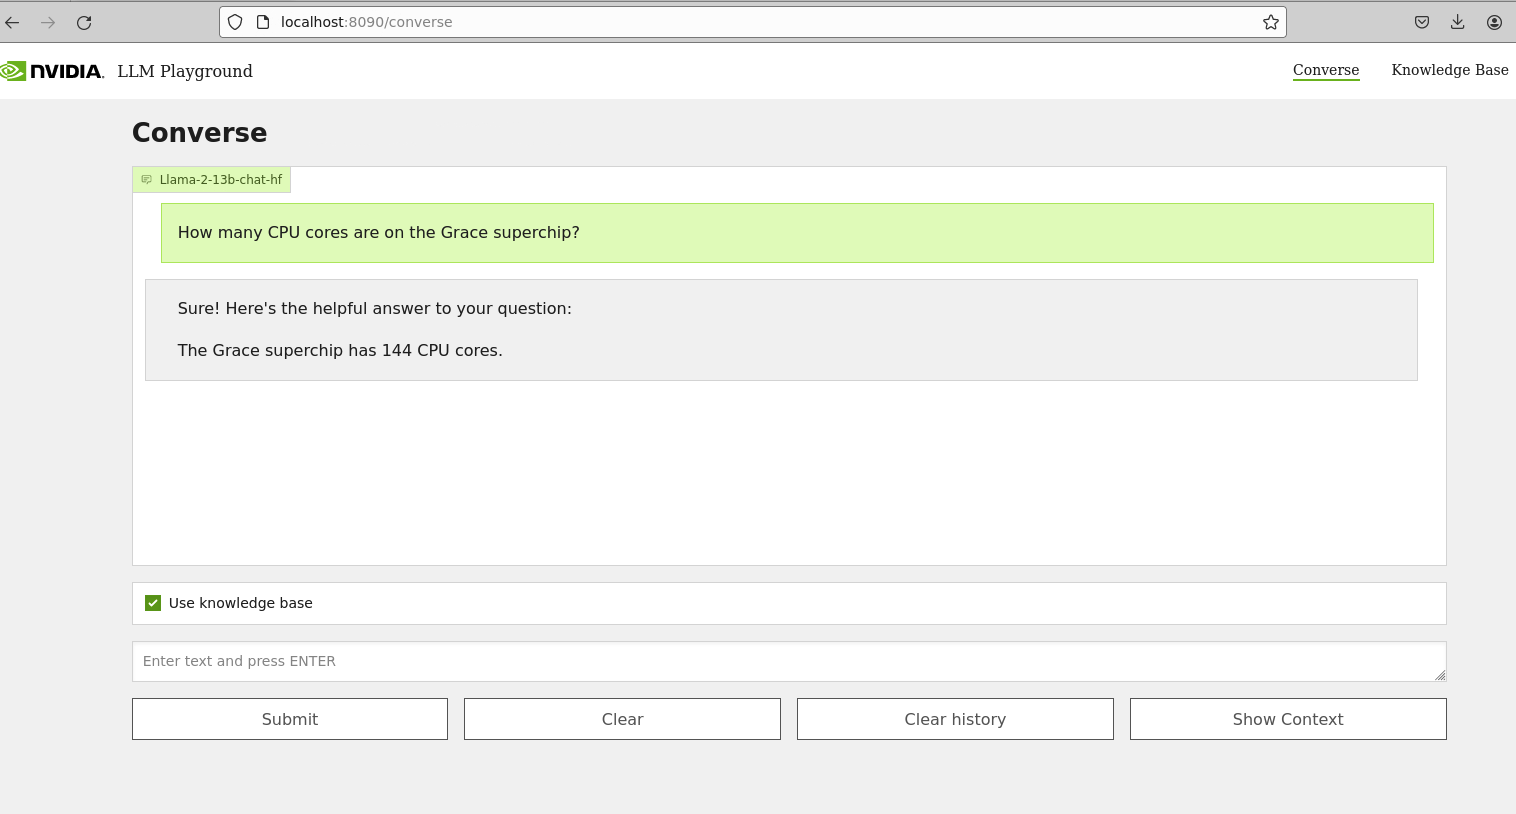 localhost:8090/converse
NVIDIA. LLM Playground
Converse Knowledge Base
Converse
Llama-2-13b-chat-hf
How many CPU cores are on the Grace superchip?
Sure! Here's the helpful answer to your question:
The Grace superchip has 144 CPU cores.
Use knowledge base
Enter text and press ENTER
Submit Clear Clear history Show Context